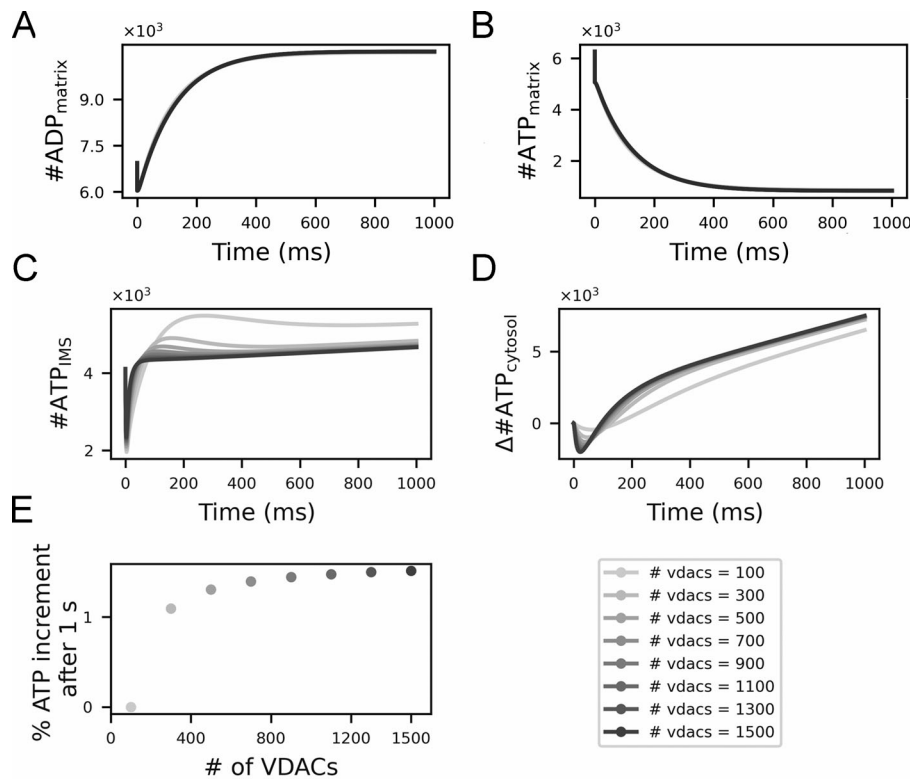 A
×10³
#ADPmatrix
9.0
7.5
6.0
0 200 400 600 800 1000
Time (ms)
B
×10³
#ATPmatrix
6
4
2
0 200 400 600 800 1000
Time (ms)
C
×10³
#ATPIMS
4
2
0 200 400 600 800 1000
Time (ms)
D
×10³
Δ#ATPcytosol
5
0
0 200 400 600 800 1000
Time (ms)
E
% ATP increment
after 1 s
1
0
0 400 800 1200 1500
# of VDACs
# vdacs = 100
# vdacs = 300
# vdacs = 500
# vdacs = 700
# vdacs = 900
# vdacs = 1100
# vdacs = 1300
# vdacs = 1500